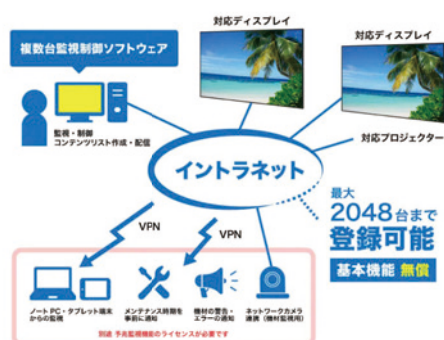 複数台監視制御ソフトウェア
対応ディスプレイ
対応ディスプレイ
監視・制御
コンテンツリスト作成・配信
対応プロジェクター
イントラネット
最大
2048台まで
登録可能
基本機能 無償
VPN
VPN
ノートPC・タブレット端末
からの監視
メンテナンス時期を
事前に通知
機材の警告・
エラーの通知
ネットワークカメラ
連携（機材監視用）
別途 予兆監視機能のライセンスが必要です